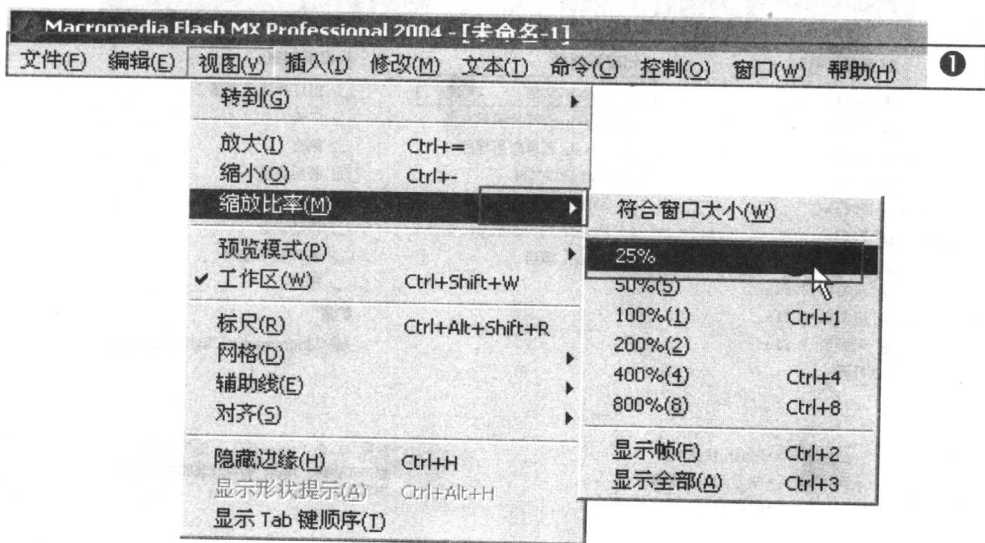 Macromedia Flash MX Professional 2004 - [未命名-1]
文件(F) 编辑(E) 视图(V) 插入(I) 修改(M) 文本(T) 命令(C) 控制(O) 窗口(W) 帮助(H) ❶
转到(G)
放大(I) Ctrl+=
缩小(O) Ctrl+-
缩放比率(M)
预览模式(P)
工作区(W) Ctrl+Shift+W
标尺(R) Ctrl+Alt+Shift+R
网格(D)
辅助线(E)
对齐(S)
隐藏边缘(H) Ctrl+H
显示形状提示(A) Ctrl+Alt+H
显示 Tab 键顺序(T)
符合窗口大小(W)
25%
50%(5)
100%(1) Ctrl+1
200%(2)
400%(4) Ctrl+4
800%(8) Ctrl+8
显示帧(F) Ctrl+2
显示全部(A) Ctrl+3